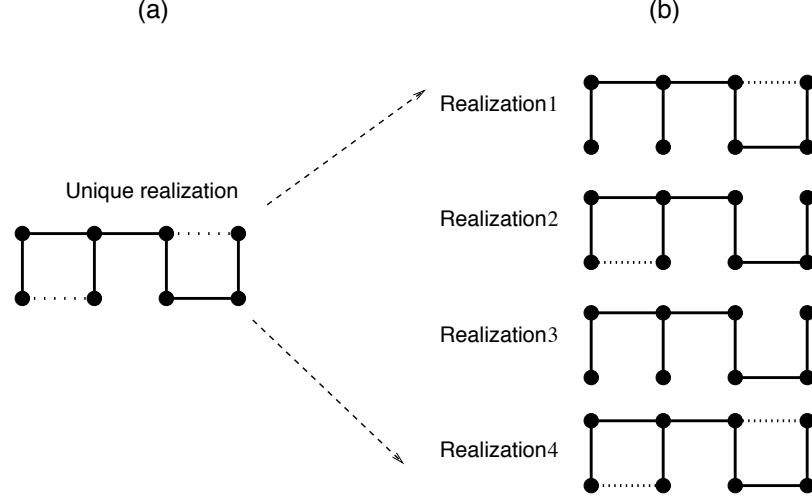 (a)
(b)
Realization1
Unique realization
Realization2
Realization3
Realization4